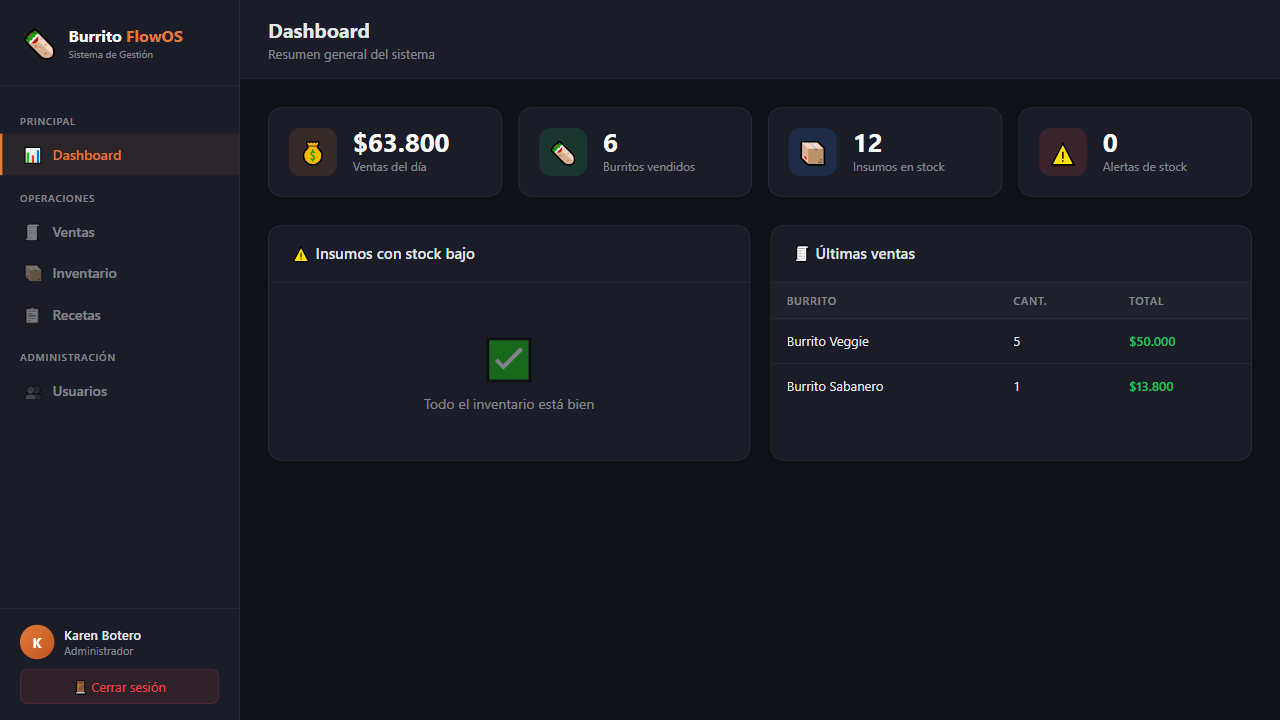 Burrito FlowOS
Sistema de Gestión
PRINCIPAL
Dashboard
OPERACIONES
Ventas
Inventario
Recetas
ADMINISTRACIÓN
Usuarios
K
Karen Botero
Administrador
Cerrar sesión
Dashboard
Resumen general del sistema
$63.800
Ventas del día
6
Burritos vendidos
12
Insumos en stock
0
Alertas de stock
Insumos con stock bajo
Todo el inventario está bien
Últimas ventas
BURRITO CANT. TOTAL
Burrito Veggie 5 $50.000
Burrito Sabanero 1 $13.800